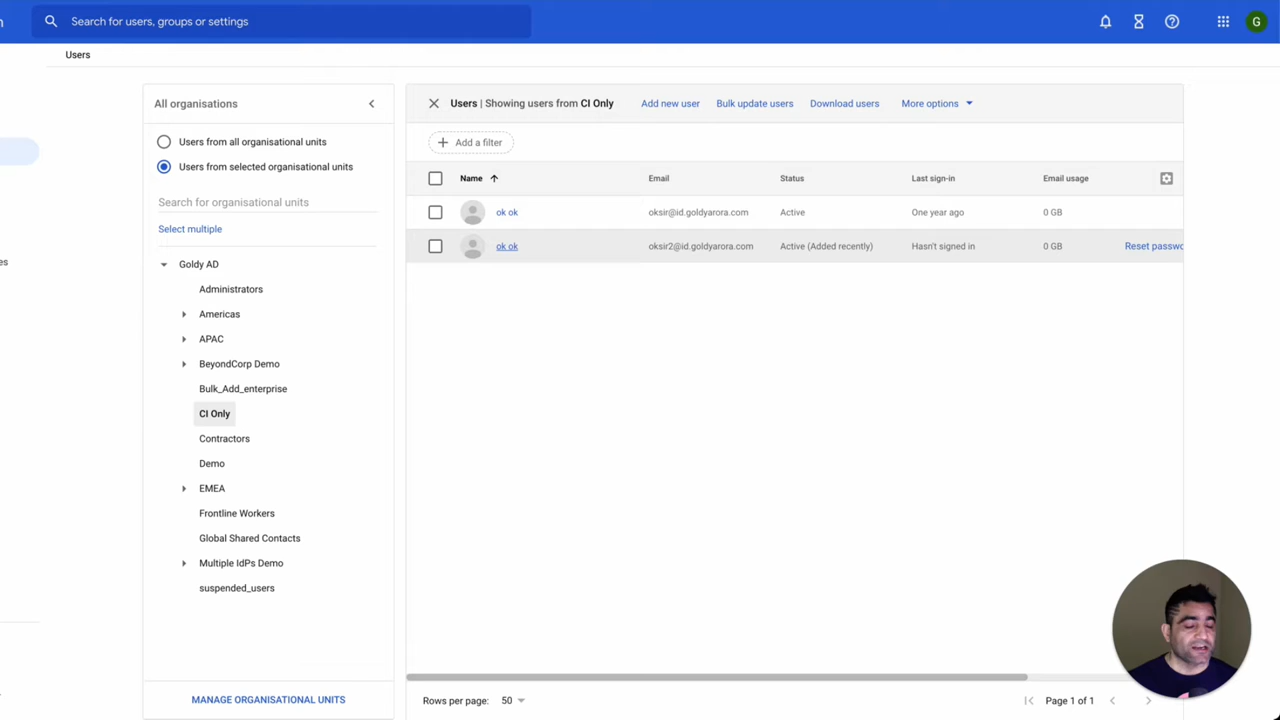 Search for users, groups or settings
G
Users
All organisations
Users from all organisational units
Users from selected organisational units
Search for organisational units
Select multiple
Goldy AD
Administrators
Americas
APAC
BeyondCorp Demo
Bulk_Add_enterprise
CI Only
Contractors
Demo
EMEA
Frontline Workers
Global Shared Contacts
Multiple IdPs Demo
suspended_users
MANAGE ORGANISATIONAL UNITS
Users | Showing users from CI Only
Add new user
Bulk update users
Download users
More options
Add a filter
Name Email Status Last sign-in Email usage
ok ok oksir@id.goldyarora.com Active One year ago 0 GB
ok ok oksir2@id.goldyarora.com Active (Added recently) Hasn't signed in 0 GB Reset passwo
Rows per page: 50
Page 1 of 1